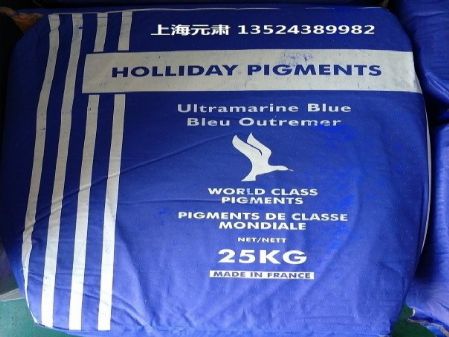 上海元肃 13524389982
HOLLIDAY PIGMENTS
Ultramarine Blue
Bleu Outremer
WORLD CLASS
PIGMENTS
PIGMENTS DE CLASSE
MONDIALE
NET/NETT
25KG
MADE IN FRANCE